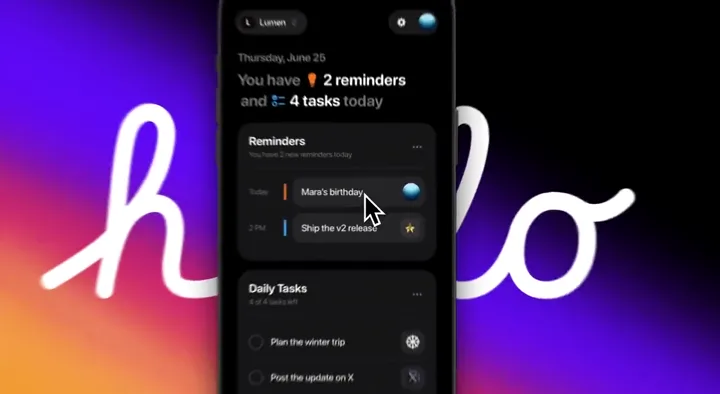 L Lumen
Thursday, June 25
You have 2 reminders
and 4 tasks today
Reminders
You have 2 new reminders today
Today
Mara's birthday
2 PM
Ship the v2 release
Daily Tasks
4 of 4 tasks left
Plan the winter trip
Post the update on X
h lo